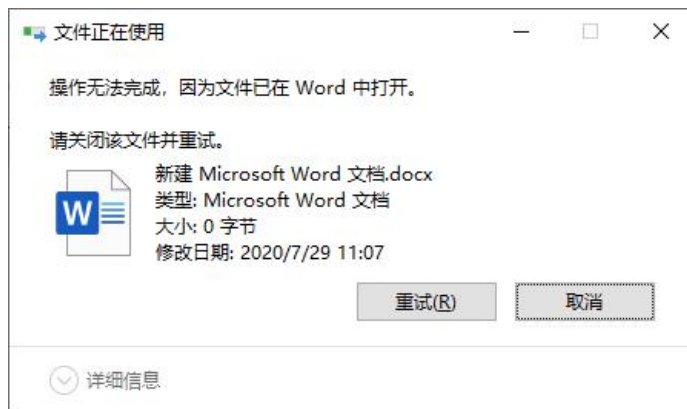 文件正在使用
操作无法完成，因为文件已在 Word 中打开。
请关闭该文件并重试。
W
新建 Microsoft Word 文档.docx
类型: Microsoft Word 文档
大小: 0 字节
修改日期: 2020/7/29 11:07
重试(R)
取消
详细信息